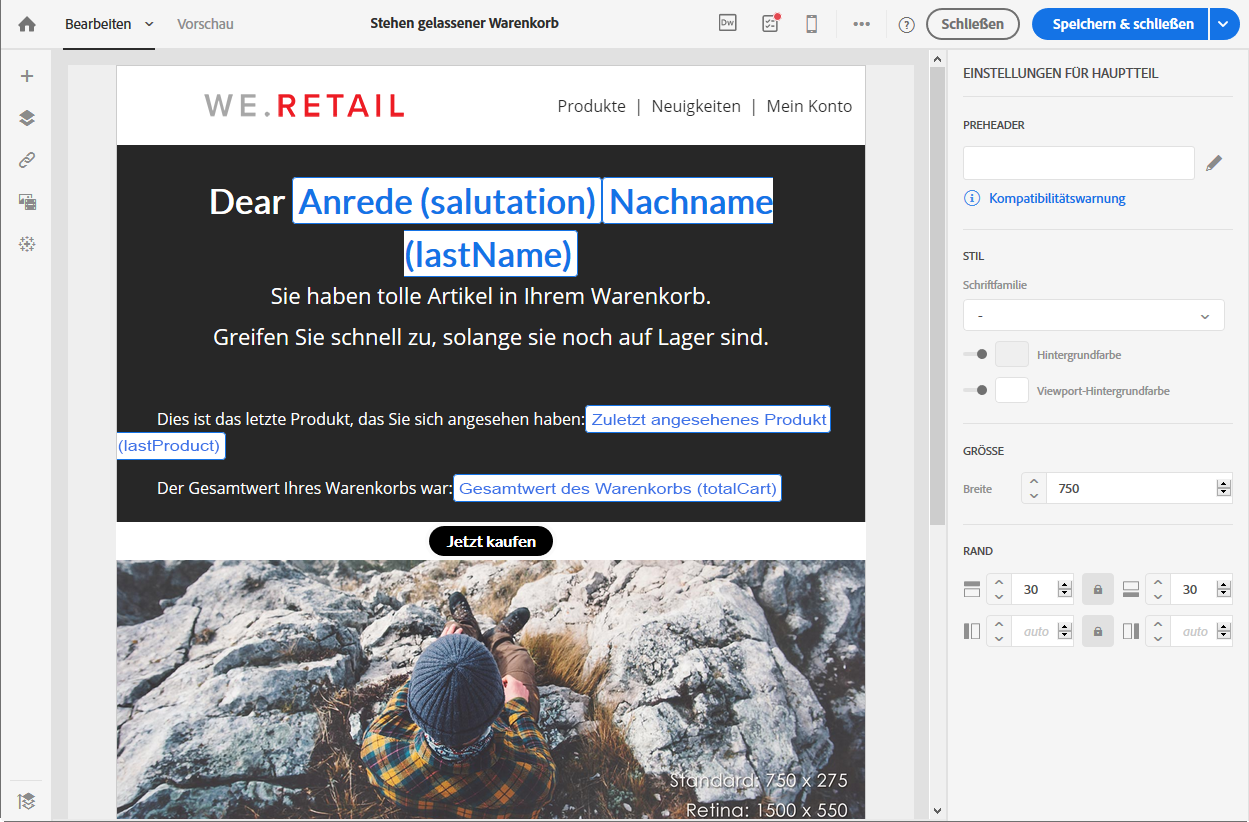 Bearbeiten
Vorschau
Stehen gelassener Warenkorb
Dw
Schließen
Speichern & schließen
WE.RETAIL
Produkte | Neuigkeiten | Mein Konto
Dear Anrede (salutation) Nachname
(lastName)
Sie haben tolle Artikel in Ihrem Warenkorb.
Greifen Sie schnell zu, solange sie noch auf Lager sind.
Dies ist das letzte Produkt, das Sie sich angesehen haben: Zuletzt angesehenes Produkt
(lastProduct)
Der Gesamtwert Ihres Warenkorbs war: Gesamtwert des Warenkorbs (totalCart)
Jetzt kaufen
Standard: 750 x 275
Retina: 1500 x 550
EINSTELLUNGEN FÜR HAUPTTEIL
PREHEADER
Kompatibilitätswarnung
STIL
Schriftfamilie
-
Hintergrundfarbe
Viewport-Hintergrundfarbe
GRÖSSE
Breite 750
RAND
30 30
auto auto